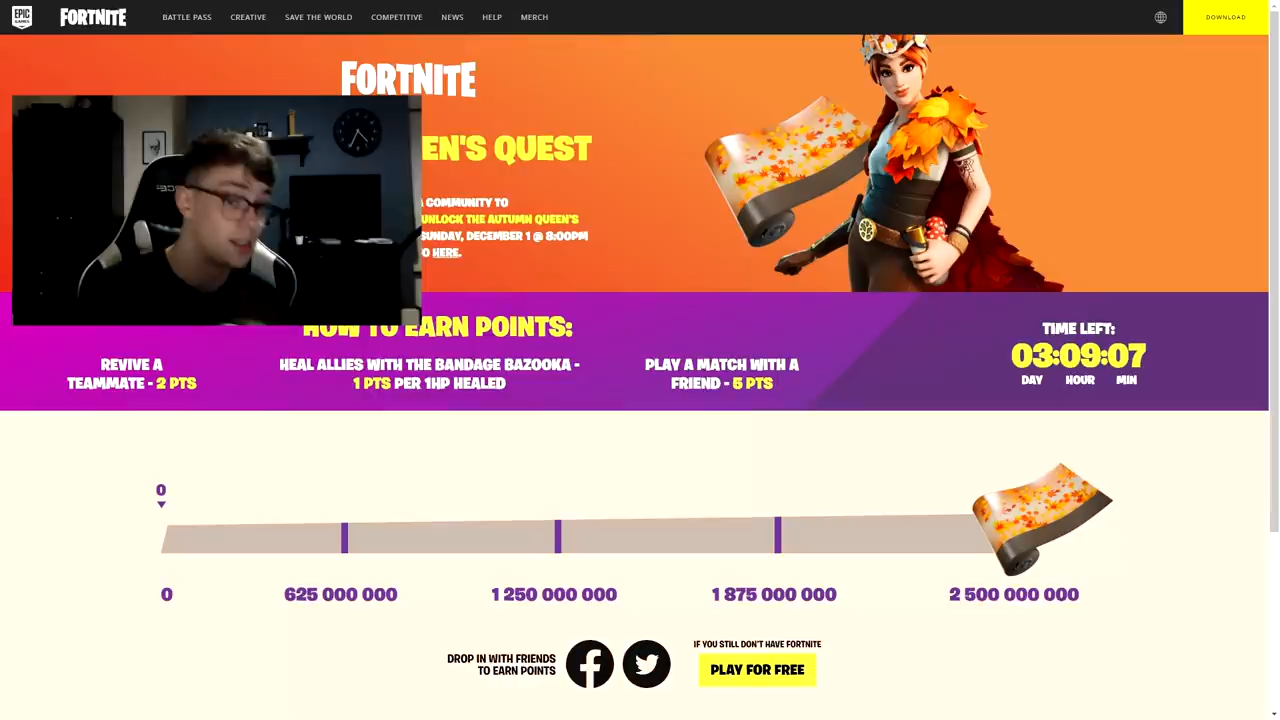 EPIC GAMES
FORTNITE
BATTLE PASS
CREATIVE
SAVE THE WORLD
COMPETITIVE
NEWS
HELP
MERCH
DOWNLOAD
FORTNITE
EN'S QUEST
A COMMUNITY TO
UNLOCK THE AUTUMN QUEEN'S
SUNDAY, DECEMBER 1 @ 8:00PM
O HERE.
HOW TO EARN POINTS:
REVIVE A
TEAMMATE - 2 PTS
HEAL ALLIES WITH THE BANDAGE BAZOOKA -
1 PTS PER 1HP HEALED
PLAY A MATCH WITH A
FRIEND - 5 PTS
TIME LEFT:
03:09:07
DAY HOUR MIN
0
0
625 000 000
1 250 000 000
1 875 000 000
2 500 000 000
DROP IN WITH FRIENDS
TO EARN POINTS
IF YOU STILL DON'T HAVE FORTNITE
PLAY FOR FREE